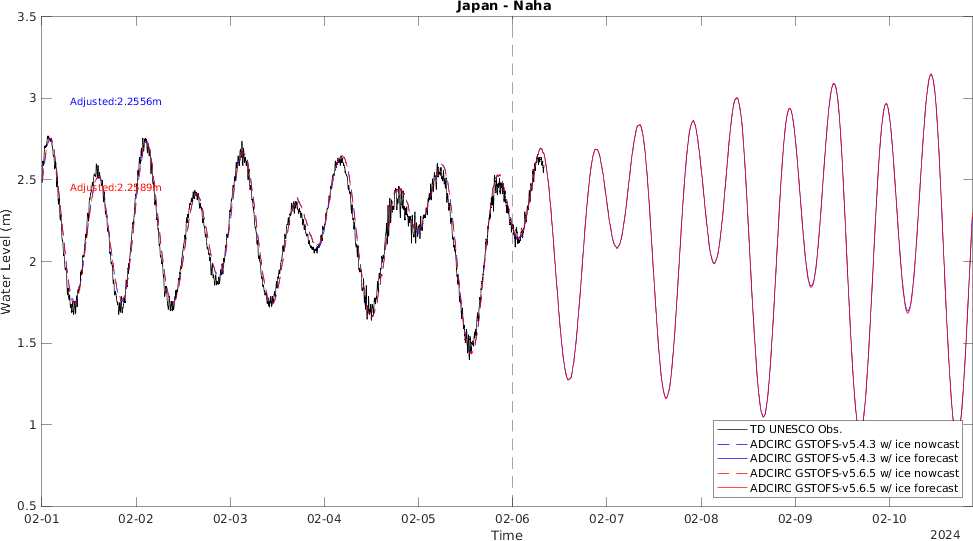 Japan - Naha
3.5
3
2.5
2
1.5
1
0.5
Water Level (m)
Adjusted:2.2556m
Adjusted:2.2589m
TD UNESCO Obs.
ADCIRC GSTOFS-v5.4.3 w/ ice nowcast
ADCIRC GSTOFS-v5.4.3 w/ ice forecast
ADCIRC GSTOFS-v5.6.5 w/ ice nowcast
ADCIRC GSTOFS-v5.6.5 w/ ice forecast
02-01 02-02 02-03 02-04 02-05 02-06 02-07 02-08 02-09 02-10
Time
2024